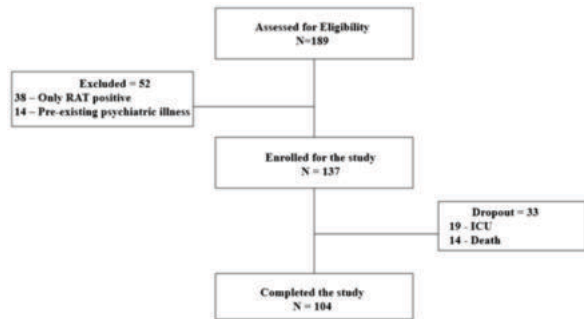 Assessed for Eligibility
N=189
Excluded = 52
38 – Only RAT positive
14 - Pre-existing psychiatric illness
Enrolled for the study
N = 137
Dropout = 33
19 - ICU
14 - Death
Completed the study
N = 104